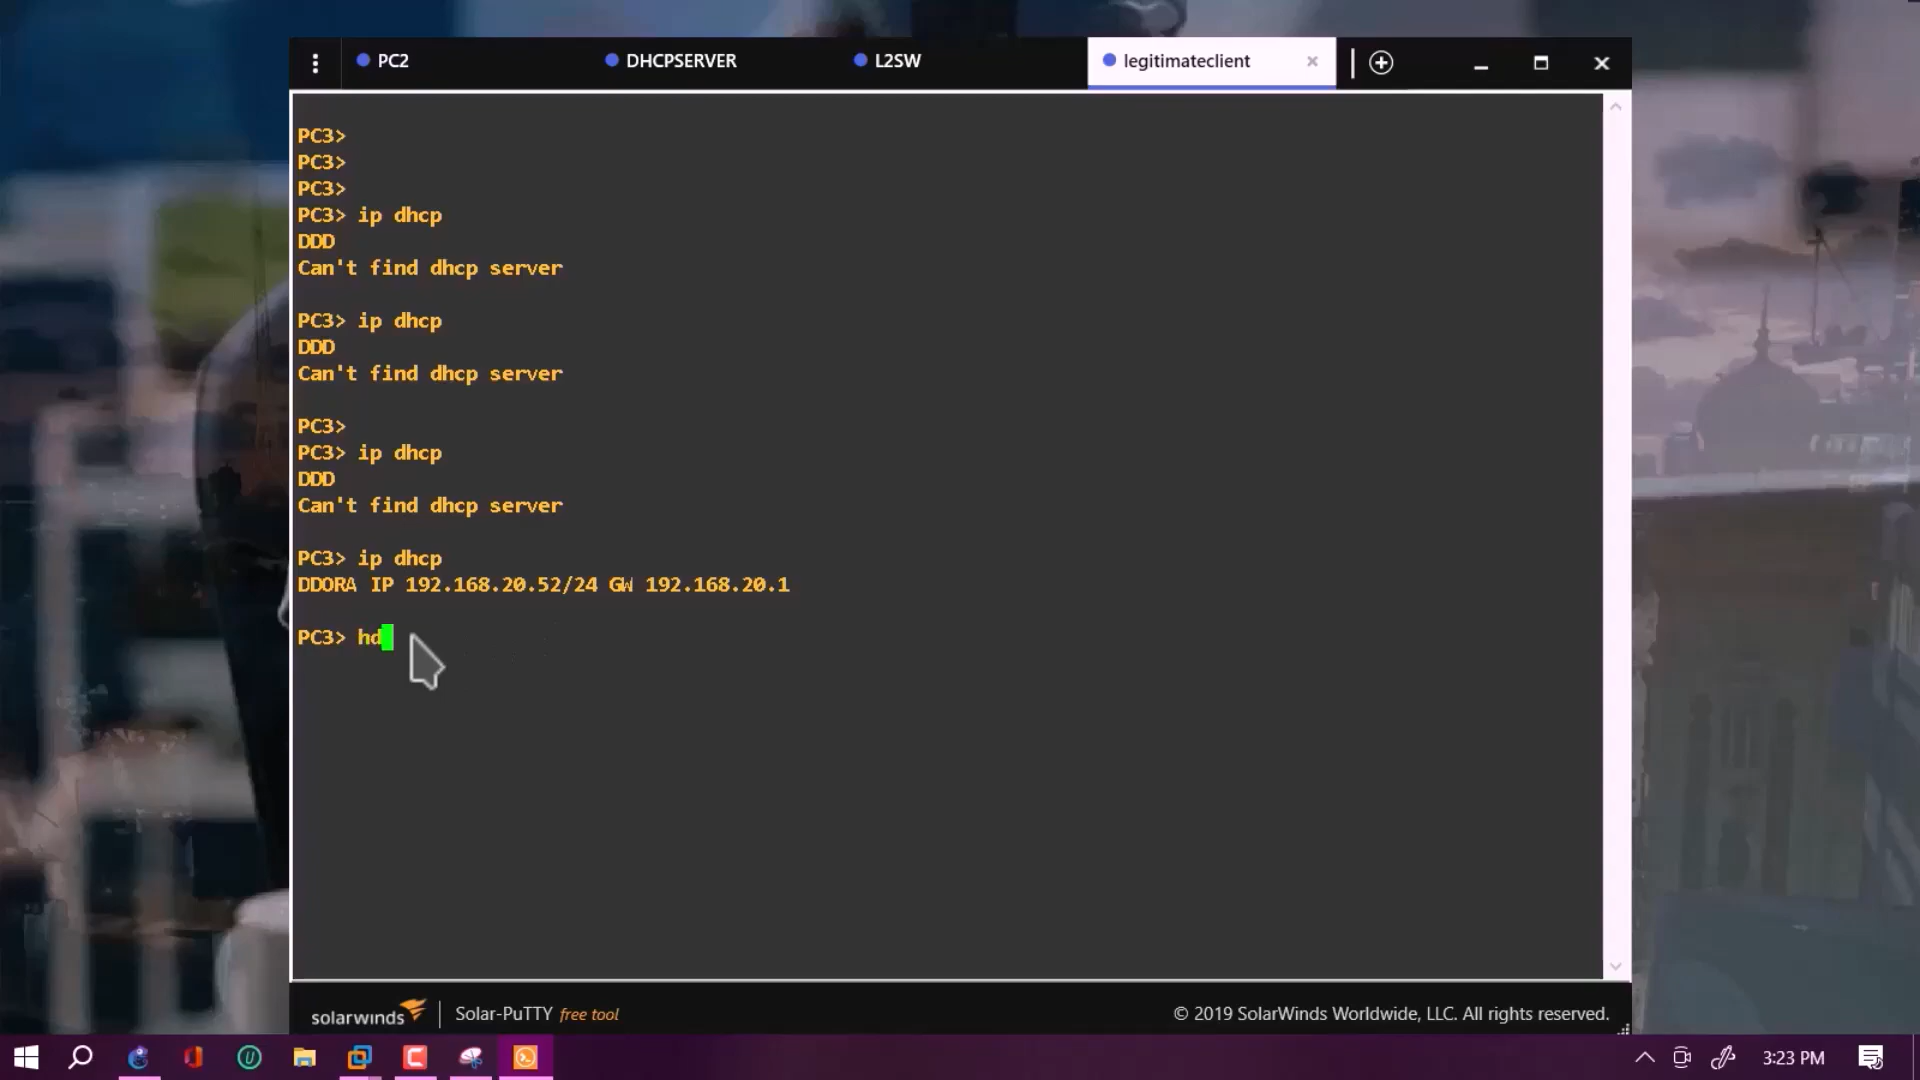 PC2
DHCPSERVER
L2SW
legitimateclient
PC3>
PC3>
PC3>
PC3> ip dhcp
DDD
Can't find dhcp server
PC3> ip dhcp
DDD
Can't find dhcp server
PC3>
PC3> ip dhcp
DDD
Can't find dhcp server
PC3> ip dhcp
DDORA IP 192.168.20.52/24 GW 192.168.20.1
PC3> hd
solarwinds Solar-PuTTY free tool
© 2019 SolarWinds Worldwide, LLC. All rights reserved.
3:23 PM